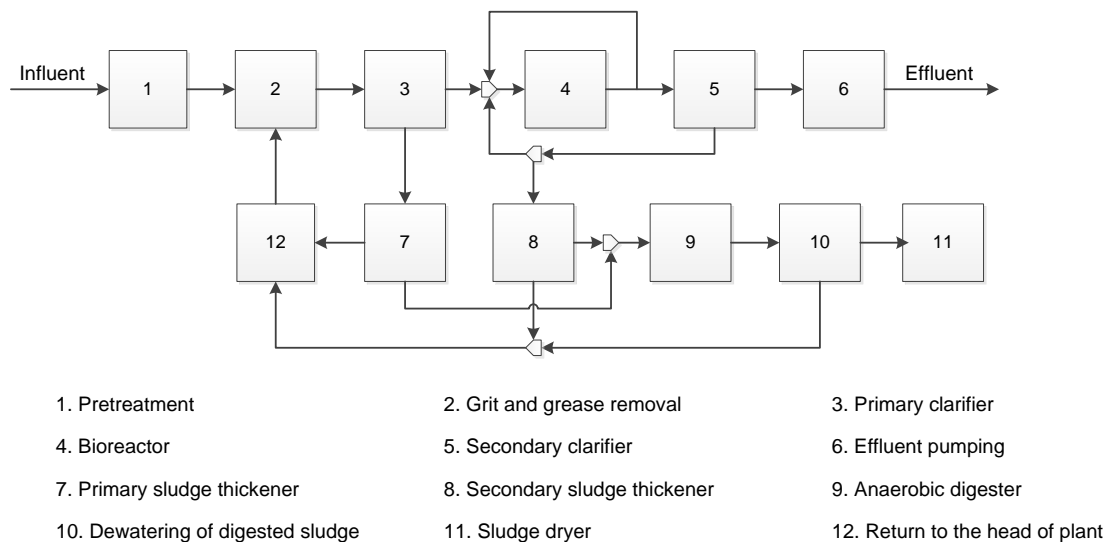 Influent
1
2
3
4
5
6
Effluent
12
7
8
9
10
11
1. Pretreatment
2. Grit and grease removal
3. Primary clarifier
4. Bioreactor
5. Secondary clarifier
6. Effluent pumping
7. Primary sludge thickener
8. Secondary sludge thickener
9. Anaerobic digester
10. Dewatering of digested sludge
11. Sludge dryer
12. Return to the head of plant